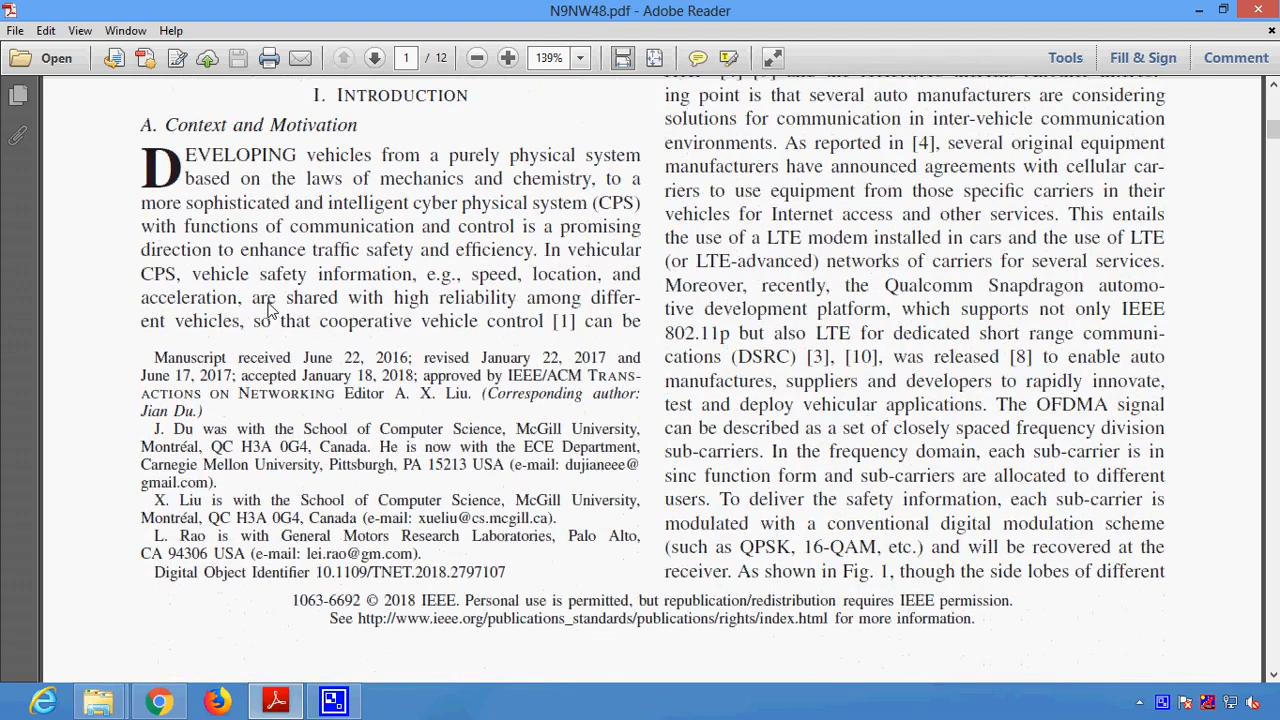 N9NW48.pdf - Adobe Reader
File Edit View Window Help
Open 1 / 12 139% Tools Fill & Sign Comment
I. INTRODUCTION
A. Context and Motivation
DEVELOPING vehicles from a purely physical system
based on the laws of mechanics and chemistry, to a
more sophisticated and intelligent cyber physical system (CPS)
with functions of communication and control is a promising
direction to enhance traffic safety and efficiency. In vehicular
CPS, vehicle safety information, e.g., speed, location, and
acceleration, are shared with high reliability among differ-
ent vehicles, so that cooperative vehicle control [1] can be
Manuscript received June 22, 2016; revised January 22, 2017 and
June 17, 2017; accepted January 18, 2018; approved by IEEE/ACM TRANS-
ACTIONS ON NETWORKING Editor A. X. Liu. (Corresponding author:
Jian Du.)
J. Du was with the School of Computer Science, McGill University,
Montréal, QC H3A 0G4, Canada. He is now with the ECE Department,
Carnegie Mellon University, Pittsburgh, PA 15213 USA (e-mail: dujianeee@
gmail.com).
X. Liu is with the School of Computer Science, McGill University,
Montréal, QC H3A 0G4, Canada (e-mail: xueliu@cs.mcgill.ca).
L. Rao is with General Motors Research Laboratories, Palo Alto,
CA 94306 USA (e-mail: lei.rao@gm.com).
Digital Object Identifier 10.1109/TNET.2018.2797107
ing point is that several auto manufacturers are considering
solutions for communication in inter-vehicle communication
environments. As reported in [4], several original equipment
manufacturers have announced agreements with cellular car-
riers to use equipment from those specific carriers in their
vehicles for Internet access and other services. This entails
the use of a LTE modem installed in cars and the use of LTE
(or LTE-advanced) networks of carriers for several services.
Moreover, recently, the Qualcomm Snapdragon automo-
tive development platform, which supports not only IEEE
802.11p but also LTE for dedicated short range communi-
cations (DSRC) [3], [10], was released [8] to enable auto
manufactures, suppliers and developers to rapidly innovate,
test and deploy vehicular applications. The OFDMA signal
can be described as a set of closely spaced frequency division
sub-carriers. In the frequency domain, each sub-carrier is in
sinc function form and sub-carriers are allocated to different
users. To deliver the safety information, each sub-carrier is
modulated with a conventional digital modulation scheme
(such as QPSK, 16-QAM, etc.) and will be recovered at the
receiver. As shown in Fig. 1, though the side lobes of different
1063-6692 © 2018 IEEE. Personal use is permitted, but republication/redistribution requires IEEE permission.
See http://www.ieee.org/publications_standards/publications/rights/index.html for more information.